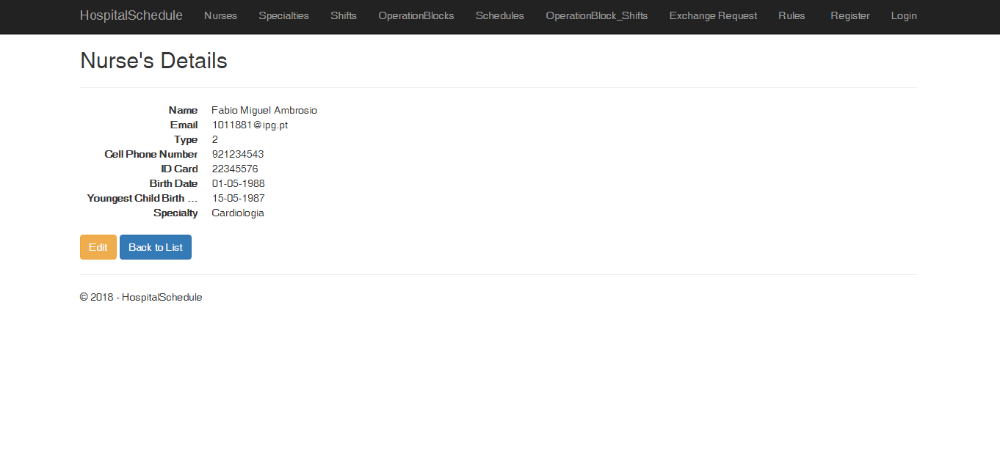 HospitalSchedule Nurses Specialties Shifts OperationBlocks Schedules OperationBlock_Shifts Exchange Request Rules Register Login
Nurse's Details
Name Fabio Miguel Ambrosio
Email 1011881@ipg.pt
Type 2
Cell Phone Number 921234543
ID Card 22345576
Birth Date 01-05-1988
Youngest Child Birth ... 15-05-1987
Specialty Cardiologia
Edit Back to List
© 2018 - HospitalSchedule